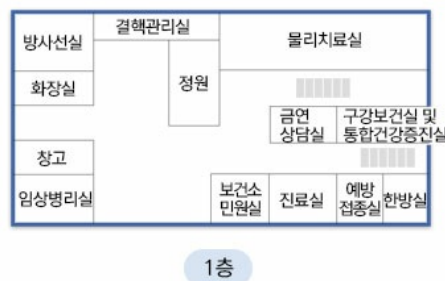 방사선실
결핵관리실
물리치료실
화장실
정원
금연
상담실
구강보건실 및
통합건강증진실
창고
임상병리실
보건소
민원실
진료실
예방
접종실
한방실
1층